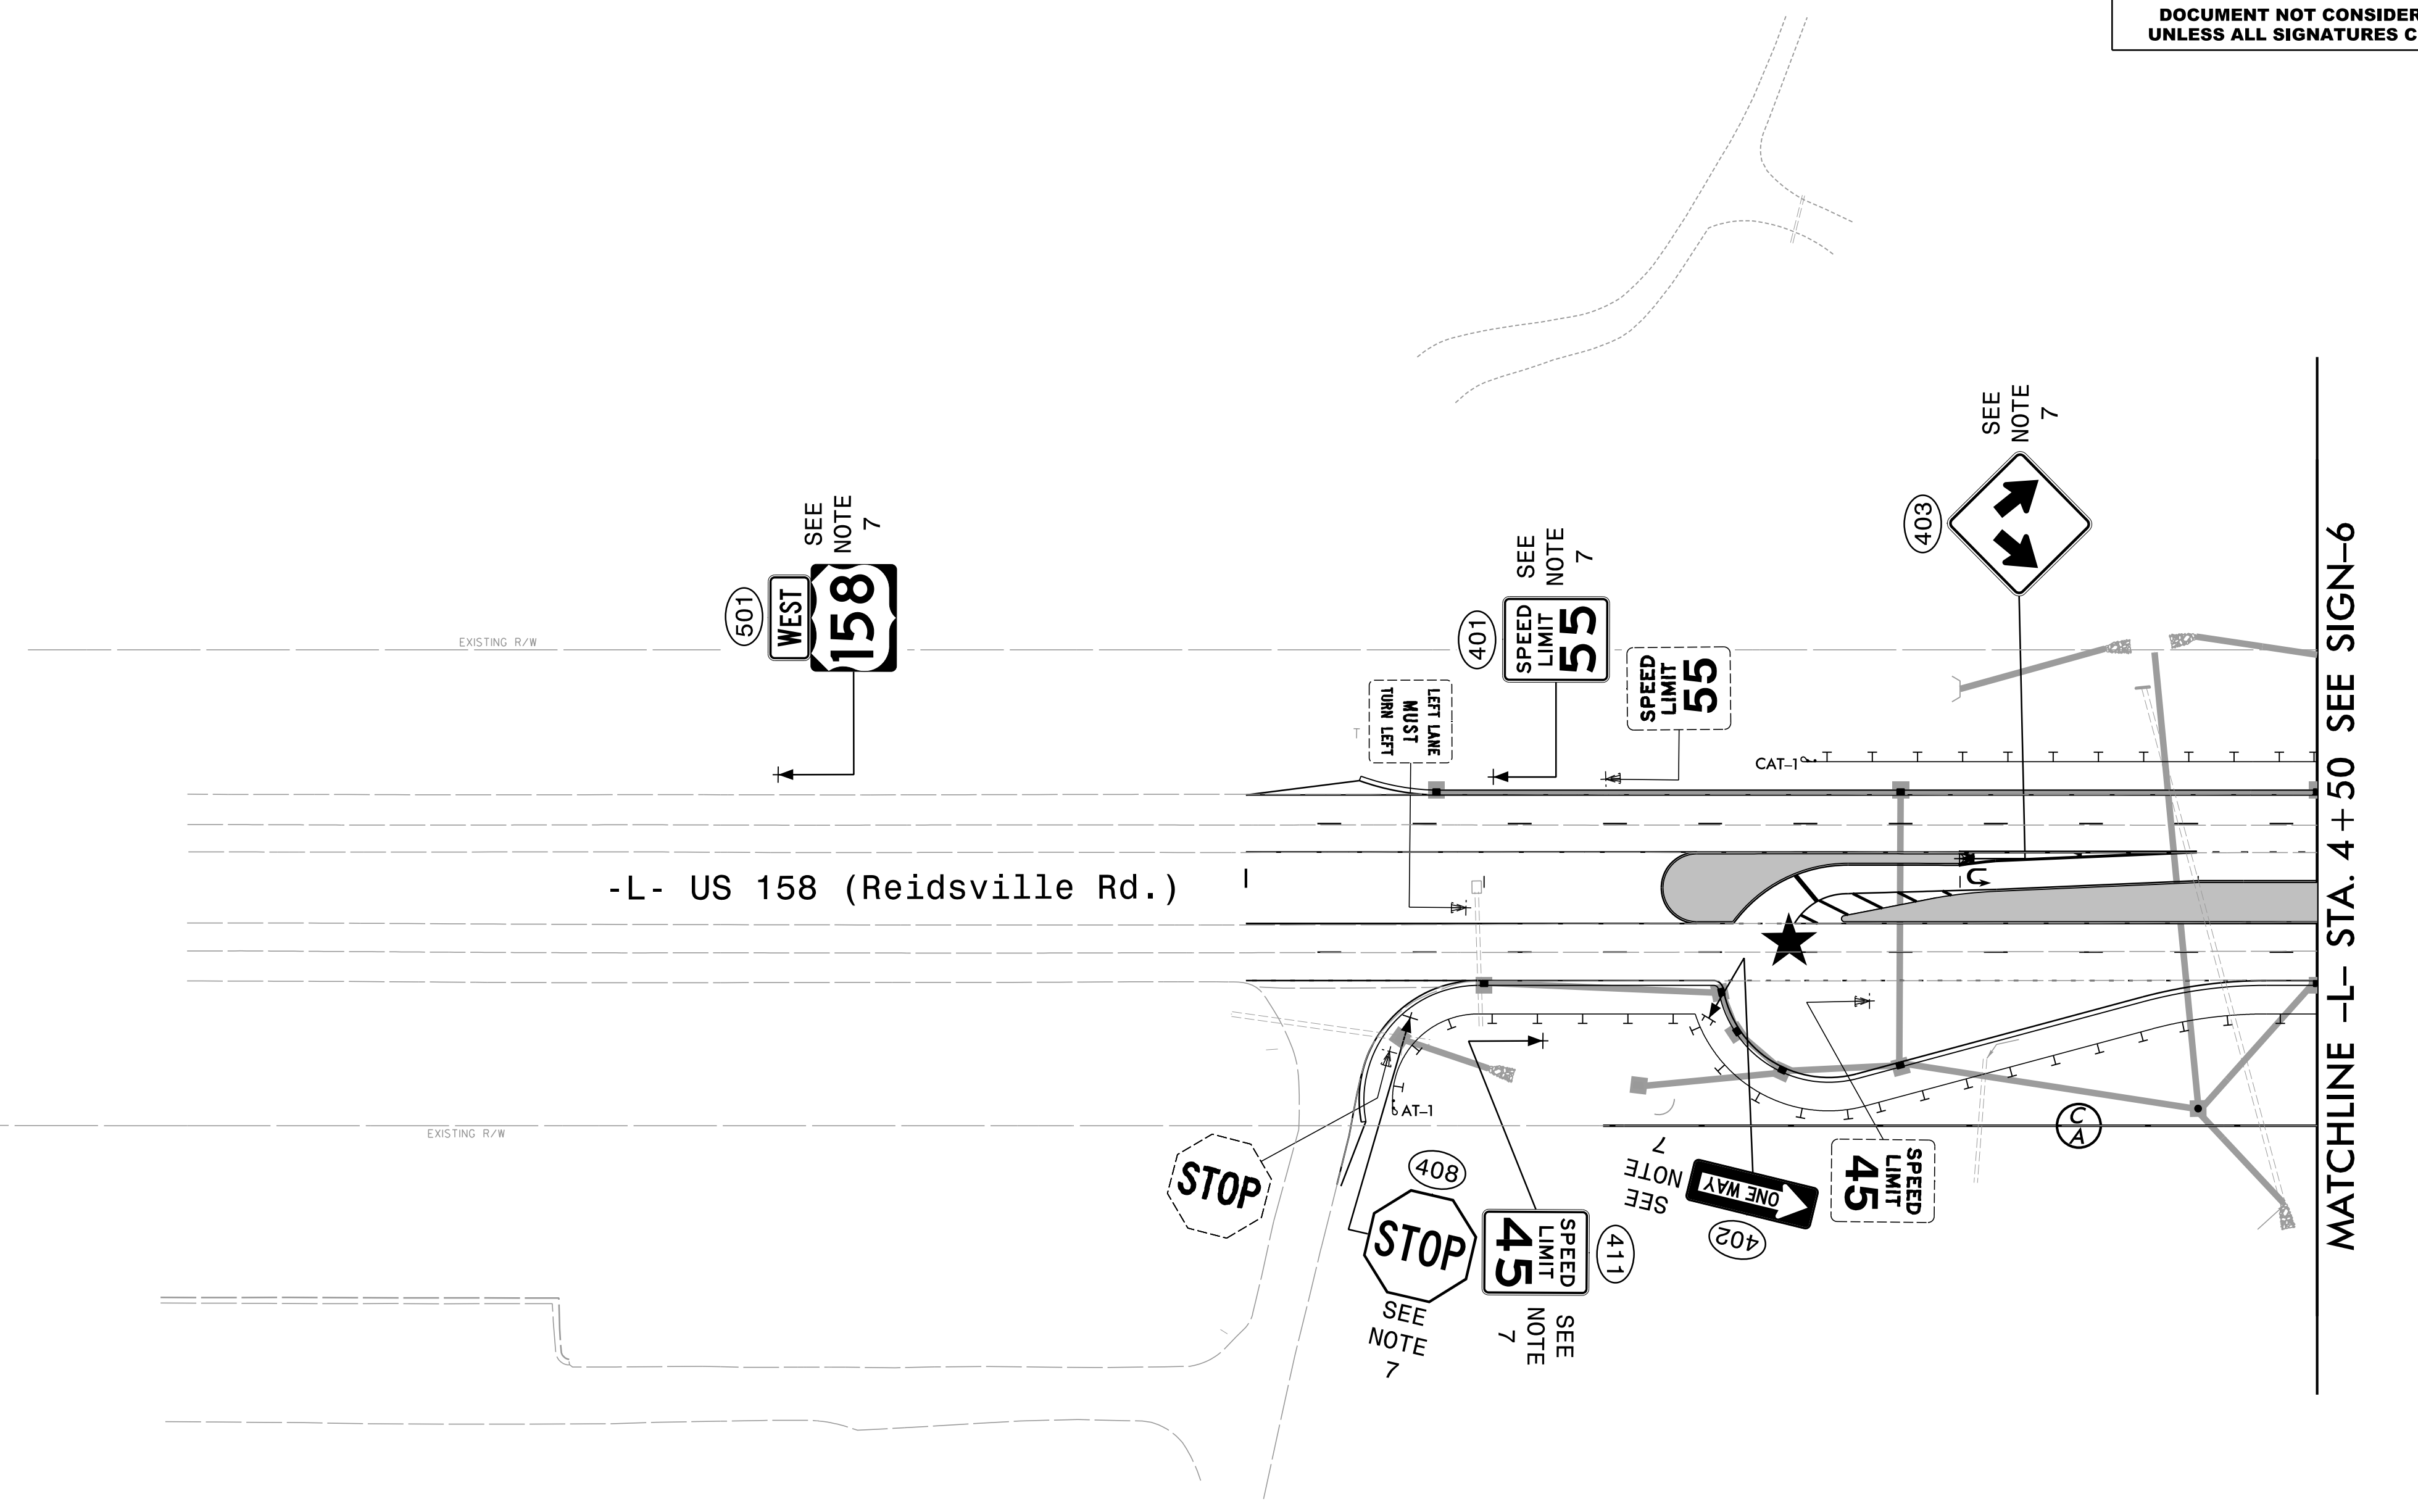 DOCUMENT NOT CONSIDER
UNLESS ALL SIGNATURES C
SEE
NOTE
7
403
SEE
NOTE
7
501
WEST
158
SEE
NOTE
7
401
SPEED
LIMIT
55
SPEED
LIMIT
55
LEFT LANE
MUST
TURN LEFT
EXISTING R/W
CAT-1
-L- US 158 (Reidsville Rd.)
MATCHLINE -L- STA. 4+50 SEE SIGN-6
AT-1
EXISTING R/W
C
A
STOP
408
STOP
SEE
NOTE
7
SPEED
LIMIT
45
411
SEE
NOTE
7
SEE
NOTE
7
ONE WAY
402
SPEED
LIMIT
45